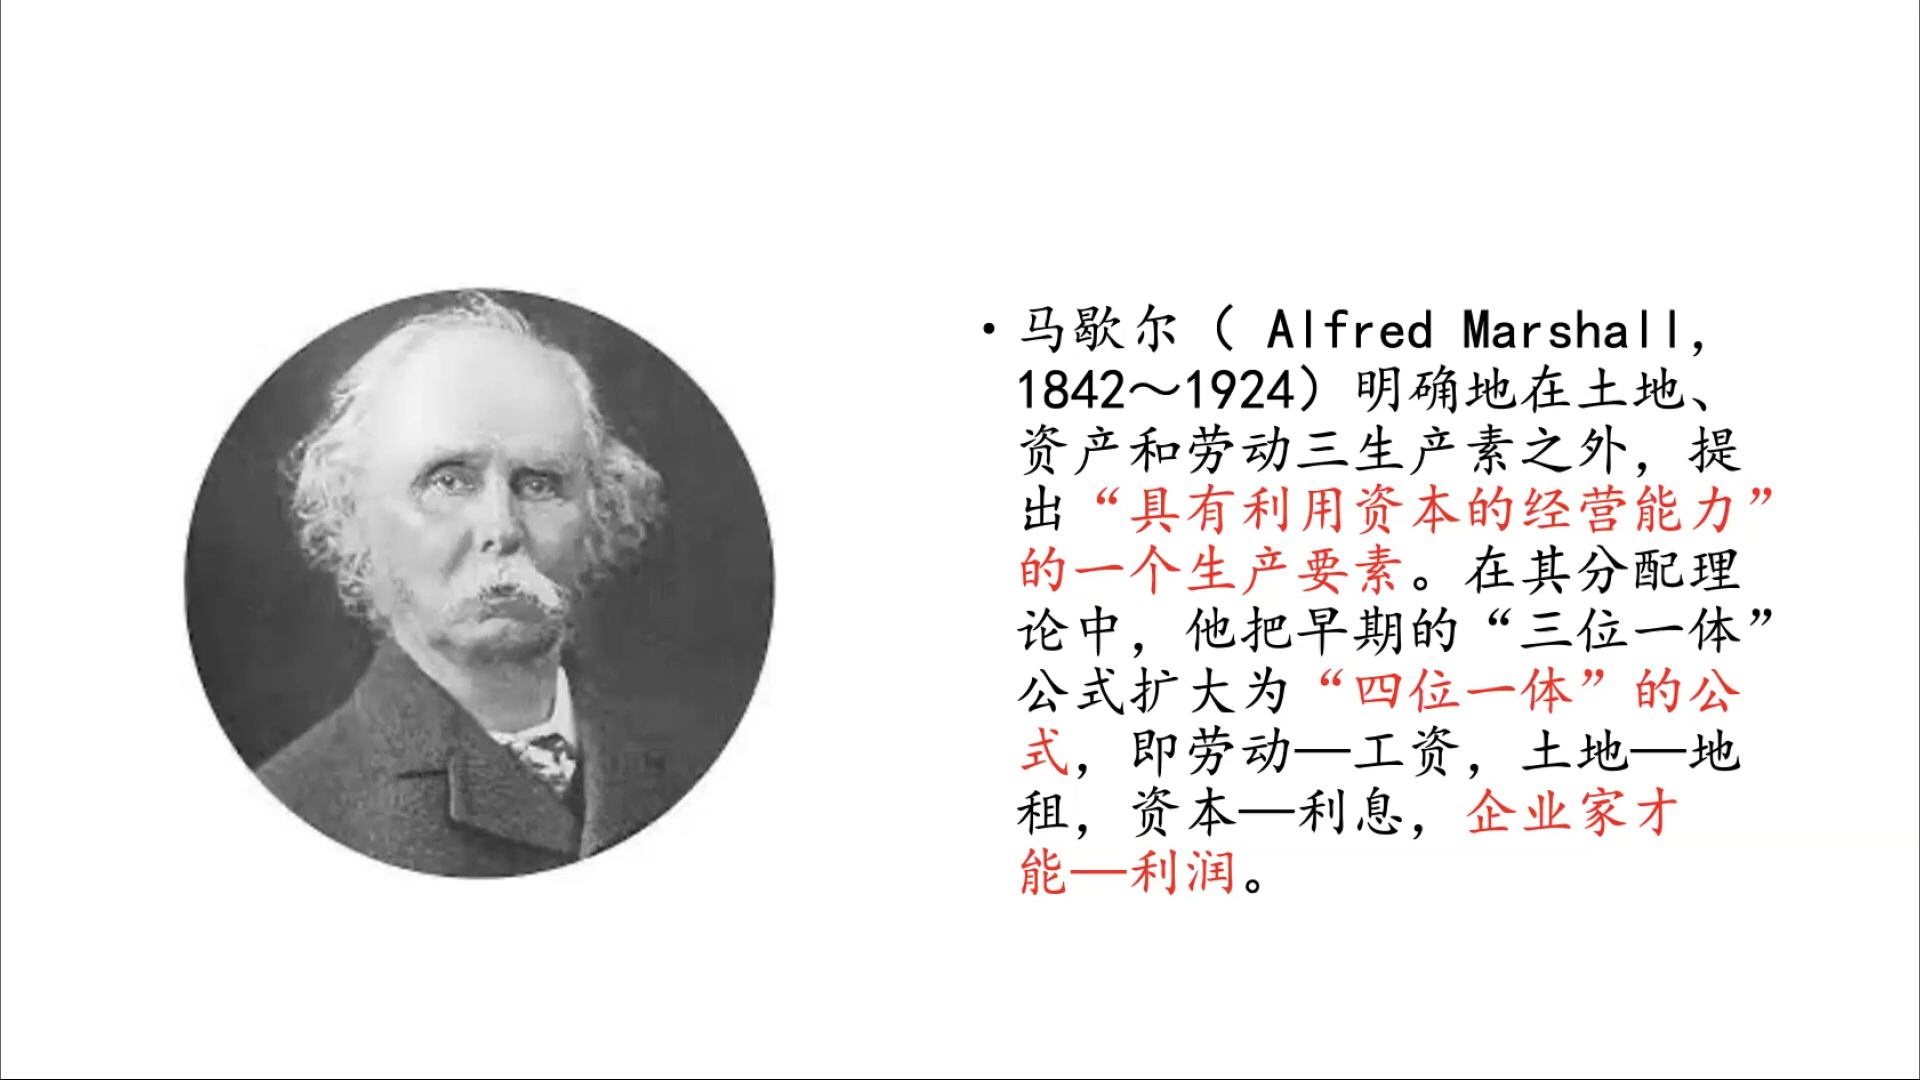 • 马歇尔（ Alfred Marshall，
1842～1924）明确地在土地、
资产和劳动三生产素之外，提
出“具有利用资本的经营能力”
的一个生产要素。在其分配理
论中，他把早期的“三位一体”
公式扩大为“四位一体”的公
式，即劳动—工资，土地—地
租，资本—利息，企业家才
能—利润。